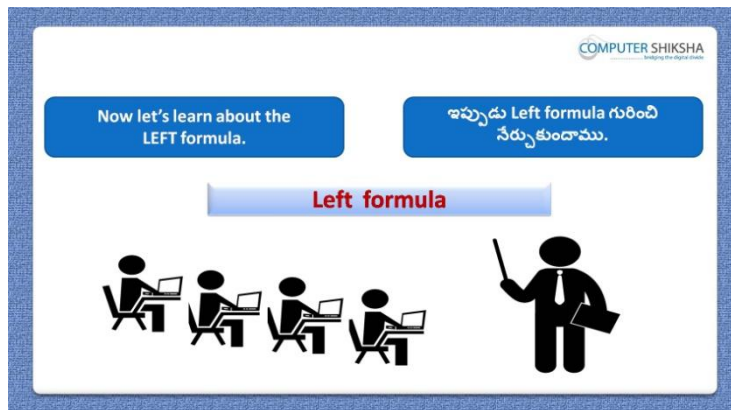 COMPUTER SHIKSHA
bridging the digital divide
Now let's learn about the
LEFT formula.
ఇప్పుడు Left formula గురించి
నేర్చుకుందాము.
Left formula